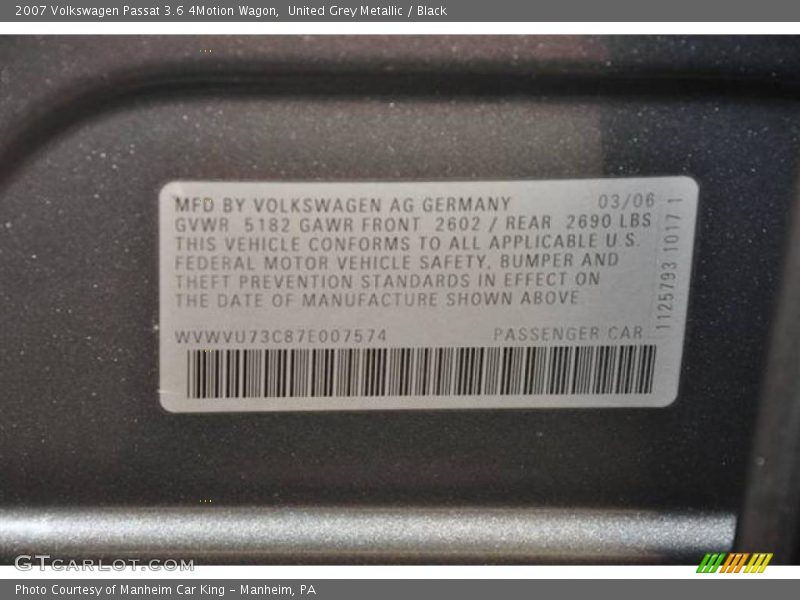 2007 Volkswagen Passat 3.6 4Motion Wagon, United Grey Metallic / Black
MFD BY VOLKSWAGEN AG GERMANY 03/06
GVWR 5182 GAWR FRONT 2602 / REAR 2690 LBS
THIS VEHICLE CONFORMS TO ALL APPLICABLE U.S.
FEDERAL MOTOR VEHICLE SAFETY, BUMPER AND
THEFT PREVENTION STANDARDS IN EFFECT ON
THE DATE OF MANUFACTURE SHOWN ABOVE.
WVWVU73C87E007574 PASSENGER CAR
1125793 1017 1
GTCARLOT.COM
Photo Courtesy of Manheim Car King - Manheim, PA